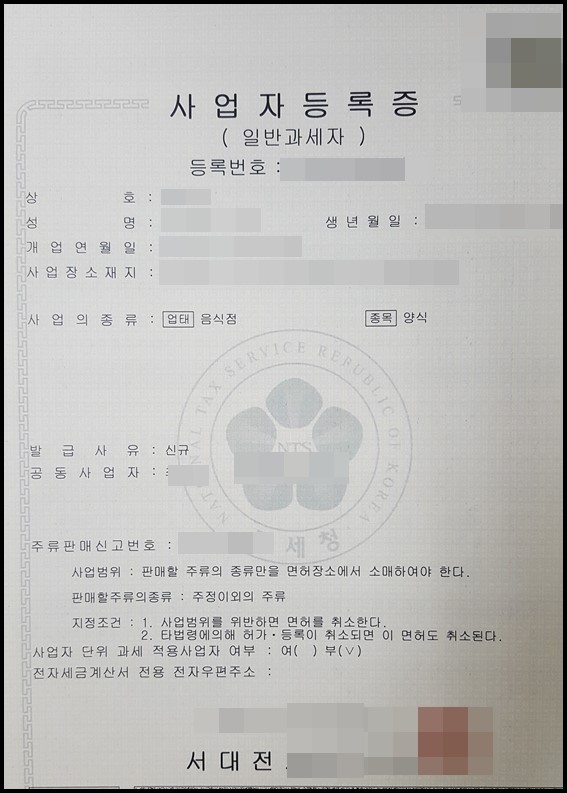 사업자등록증
( 일반과세자 )
등록번호 :
상 호 :
성 명 : 생년월일 :
개업연월일 :
사업장소재지 :
사업의종류 : 업태 음식점 종목 양식
NATIONAL TAX SERVICE REPUBLIC OF KOREA
NTS
발급사유 : 신규
공동사업자 :
세청
주류판매신고번호 :
사업범위 : 판매할 주류의 종류만을 면허장소에서 소매하여야 한다.
판매할주류의종류 : 주정이외의 주류
지정조건 : 1. 사업범위를 위반하면 면허를 취소한다.
2. 타법령에의해 허가·등록이 취소되면 이 면허도 취소된다.
사업자 단위 과세 적용사업자 여부 : 여( ) 부(∨)
전자세금계산서 전용 전자우편주소 :
서대전